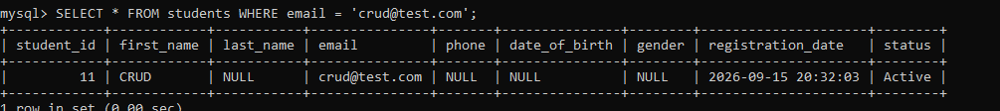 mysql> SELECT * FROM students WHERE email = 'crud@test.com';
+------------+------------+-----------+---------------+-------+---------------+--------+---------------------+--------+
| student_id | first_name | last_name | email         | phone | date_of_birth | gender | registration_date   | status |
+------------+------------+-----------+---------------+-------+---------------+--------+---------------------+--------+
|         11 | CRUD       | NULL      | crud@test.com | NULL  | NULL          | NULL   | 2026-09-15 20:32:03 | Active |
+------------+------------+-----------+---------------+-------+---------------+--------+---------------------+--------+
1 row in set (0.00 sec)